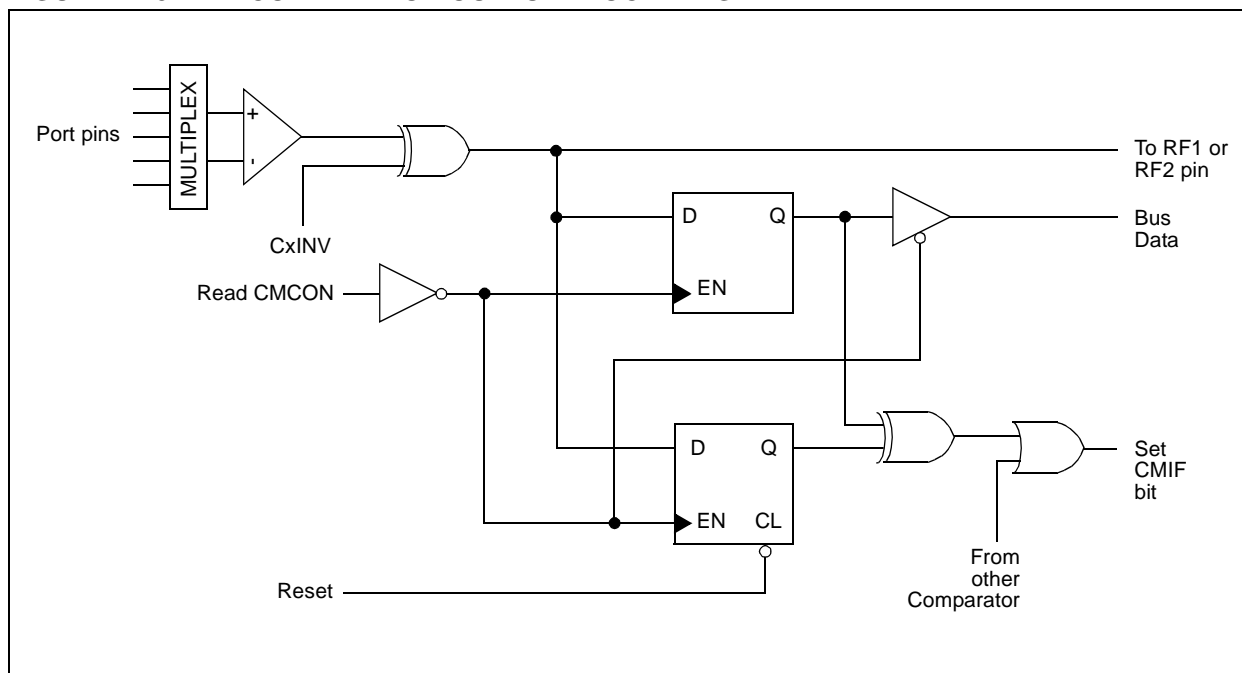 Port pins
MULTIPLEX
+
-
CxINV
To RF1 or
RF2 pin
D
Q
EN
Bus
Data
Read CMCON
D
Q
EN
CL
Set
CMIF
bit
From
other
Comparator
Reset